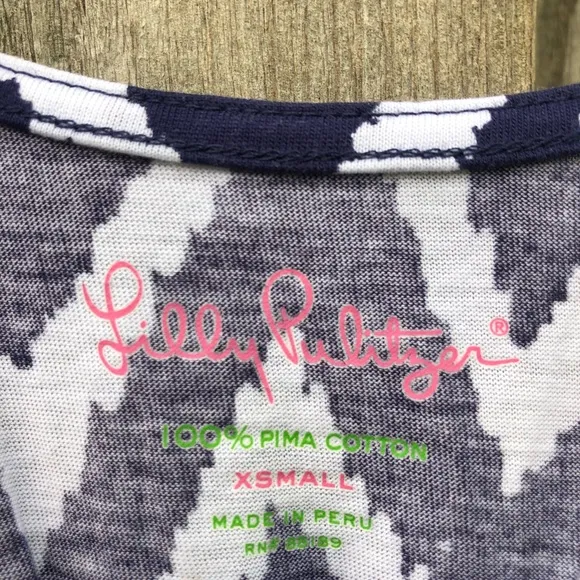 Lilly Pulitzer®
100% PIMA COTTON
XSMALL
MADE IN PERU